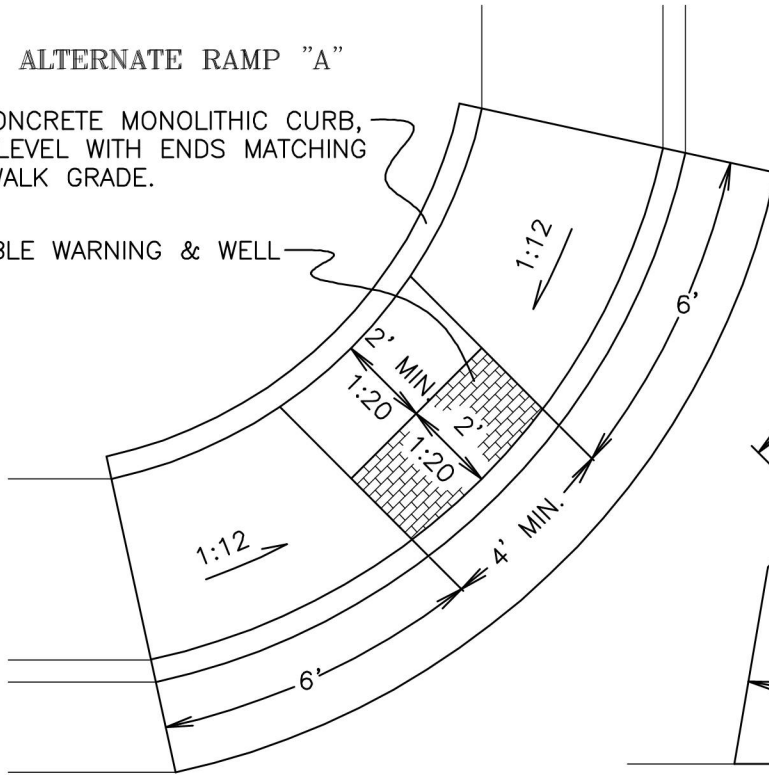 ALTERNATE RAMP "A"
ONCRETE MONOLITHIC CURB,
LEVEL WITH ENDS MATCHING
WALK GRADE.
BLE WARNING & WELL
1:12
6'
2' MIN.
1:20
2'
1:20
4' MIN.
1:12
6'